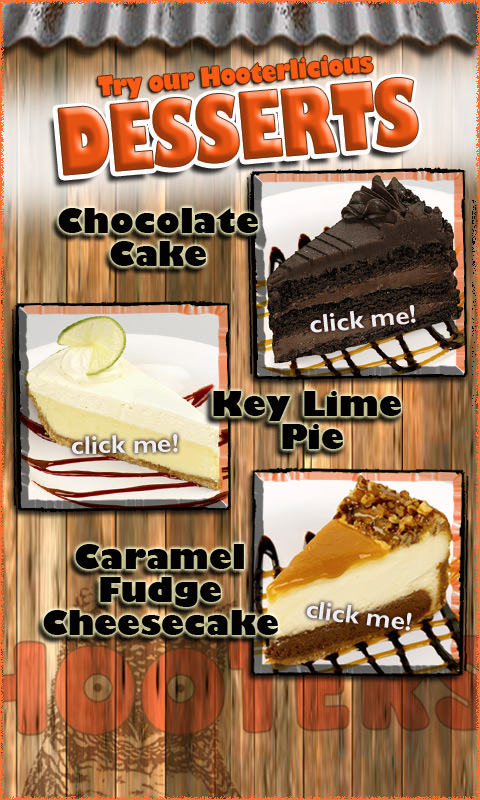 Try our Hooterlicious
DESSERTS
Chocolate
Cake
click me!
Key Lime
Pie
click me!
Caramel
Fudge
Cheesecake
click me!
HOOTERS